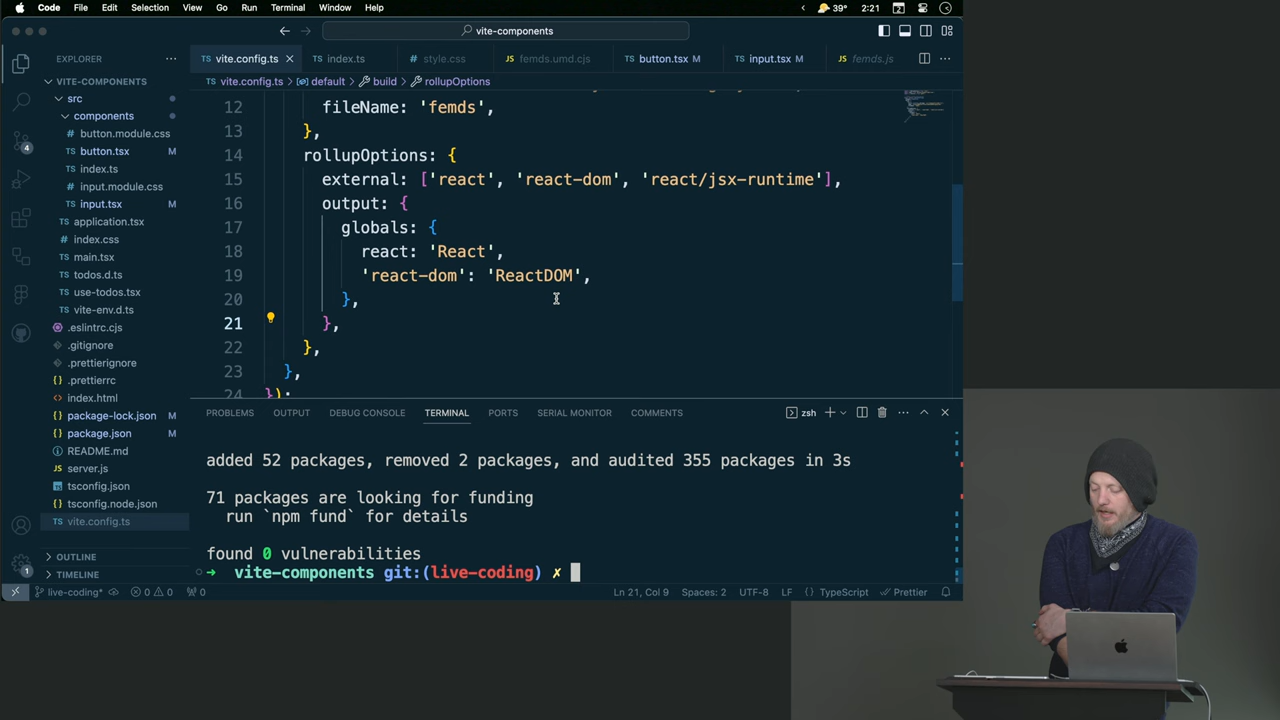 Code File Edit Selection View Go Run Terminal Window Help 39° 2:21
vite-components
EXPLORER
vite.config.ts
index.ts
style.css
femds.umd.cjs
button.tsx M
input.tsx M
femds.js
VITE-COMPONENTS
src
components
button.module.css
button.tsx M
index.ts
input.module.css
input.tsx M
application.tsx
index.css
main.tsx
todos.d.ts
use-todos.tsx
vite-env.d.ts
.eslintrc.cjs
.gitignore
.prettierignore
.prettierrc
index.html
package-lock.json M
package.json M
README.md
server.js
tsconfig.json
tsconfig.node.json
vite.config.ts
OUTLINE
TIMELINE
4
1
vite.config.ts > default > build > rollupOptions
12 fileName: 'femds',
13 },
14 rollupOptions: {
15 external: ['react', 'react-dom', 'react/jsx-runtime'],
16 output: {
17 globals: {
18 react: 'React',
19 'react-dom': 'ReactDOM',
20 },
21 },
22 },
23 },
24 });
PROBLEMS OUTPUT DEBUG CONSOLE TERMINAL PORTS SERIAL MONITOR COMMENTS zsh
added 52 packages, removed 2 packages, and audited 355 packages in 3s
71 packages are looking for funding
run `npm fund` for details
found 0 vulnerabilities
➜ vite-components git:(live-coding) ✗
live-coding* 0 0 0 Ln 21, Col 9 Spaces: 2 UTF-8 LF {} TypeScript Prettier